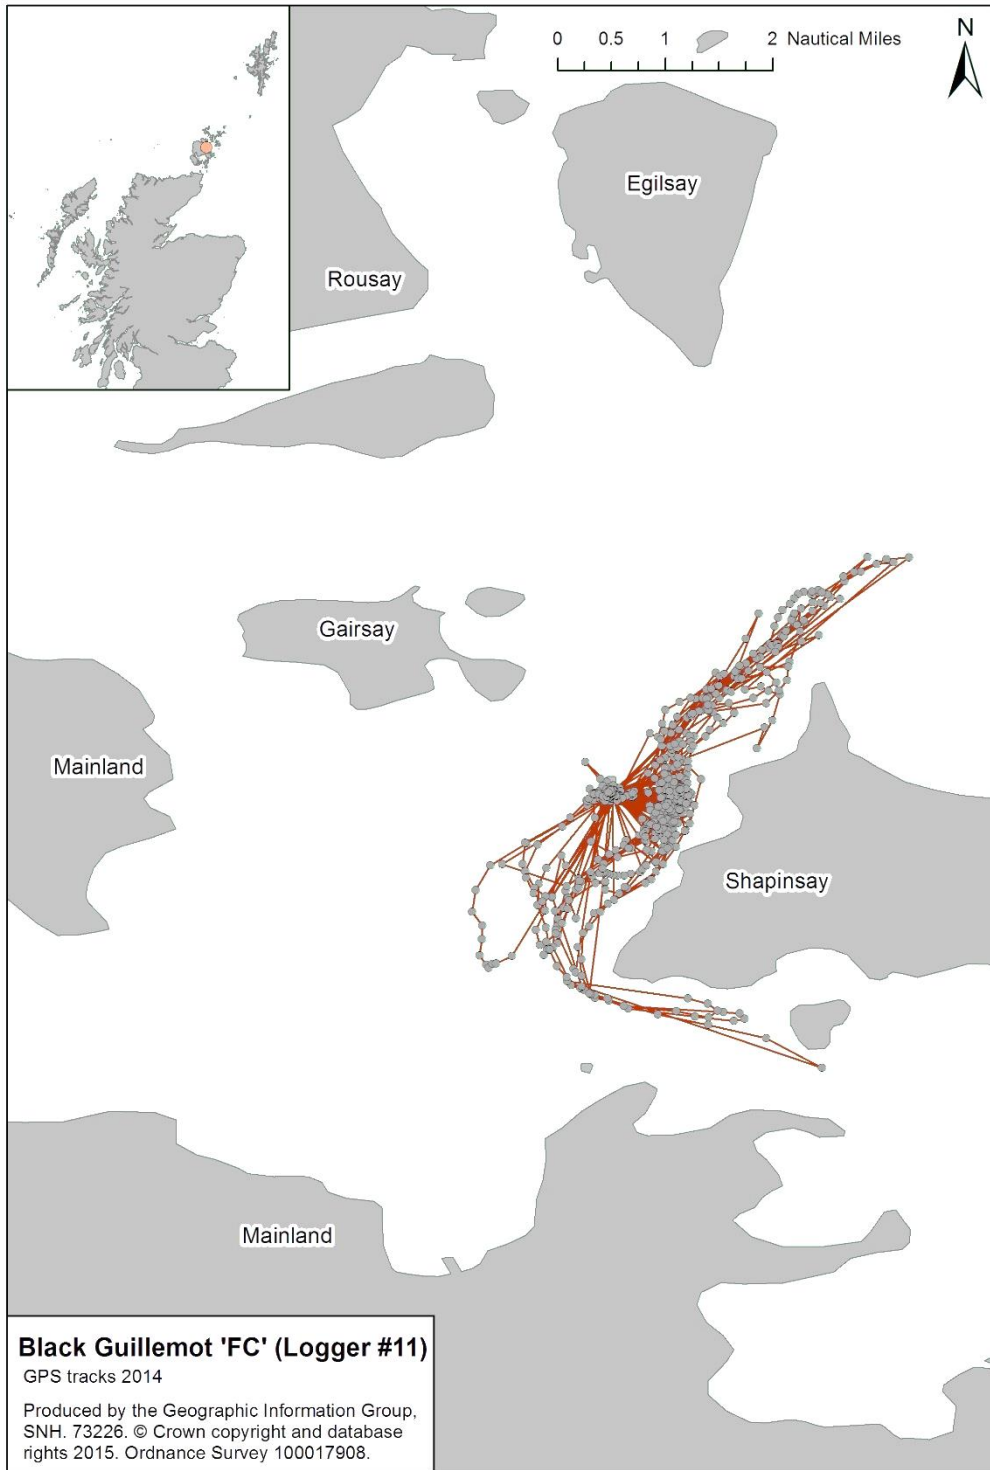 0 0.5 1 2 Nautical Miles
N
Egilsay
Rousay
Gairsay
Mainland
Shapinsay
Mainland
Black Guillemot 'FC' (Logger #11)
GPS tracks 2014
Produced by the Geographic Information Group,
SNH. 73226. © Crown copyright and database
rights 2015. Ordnance Survey 100017908.